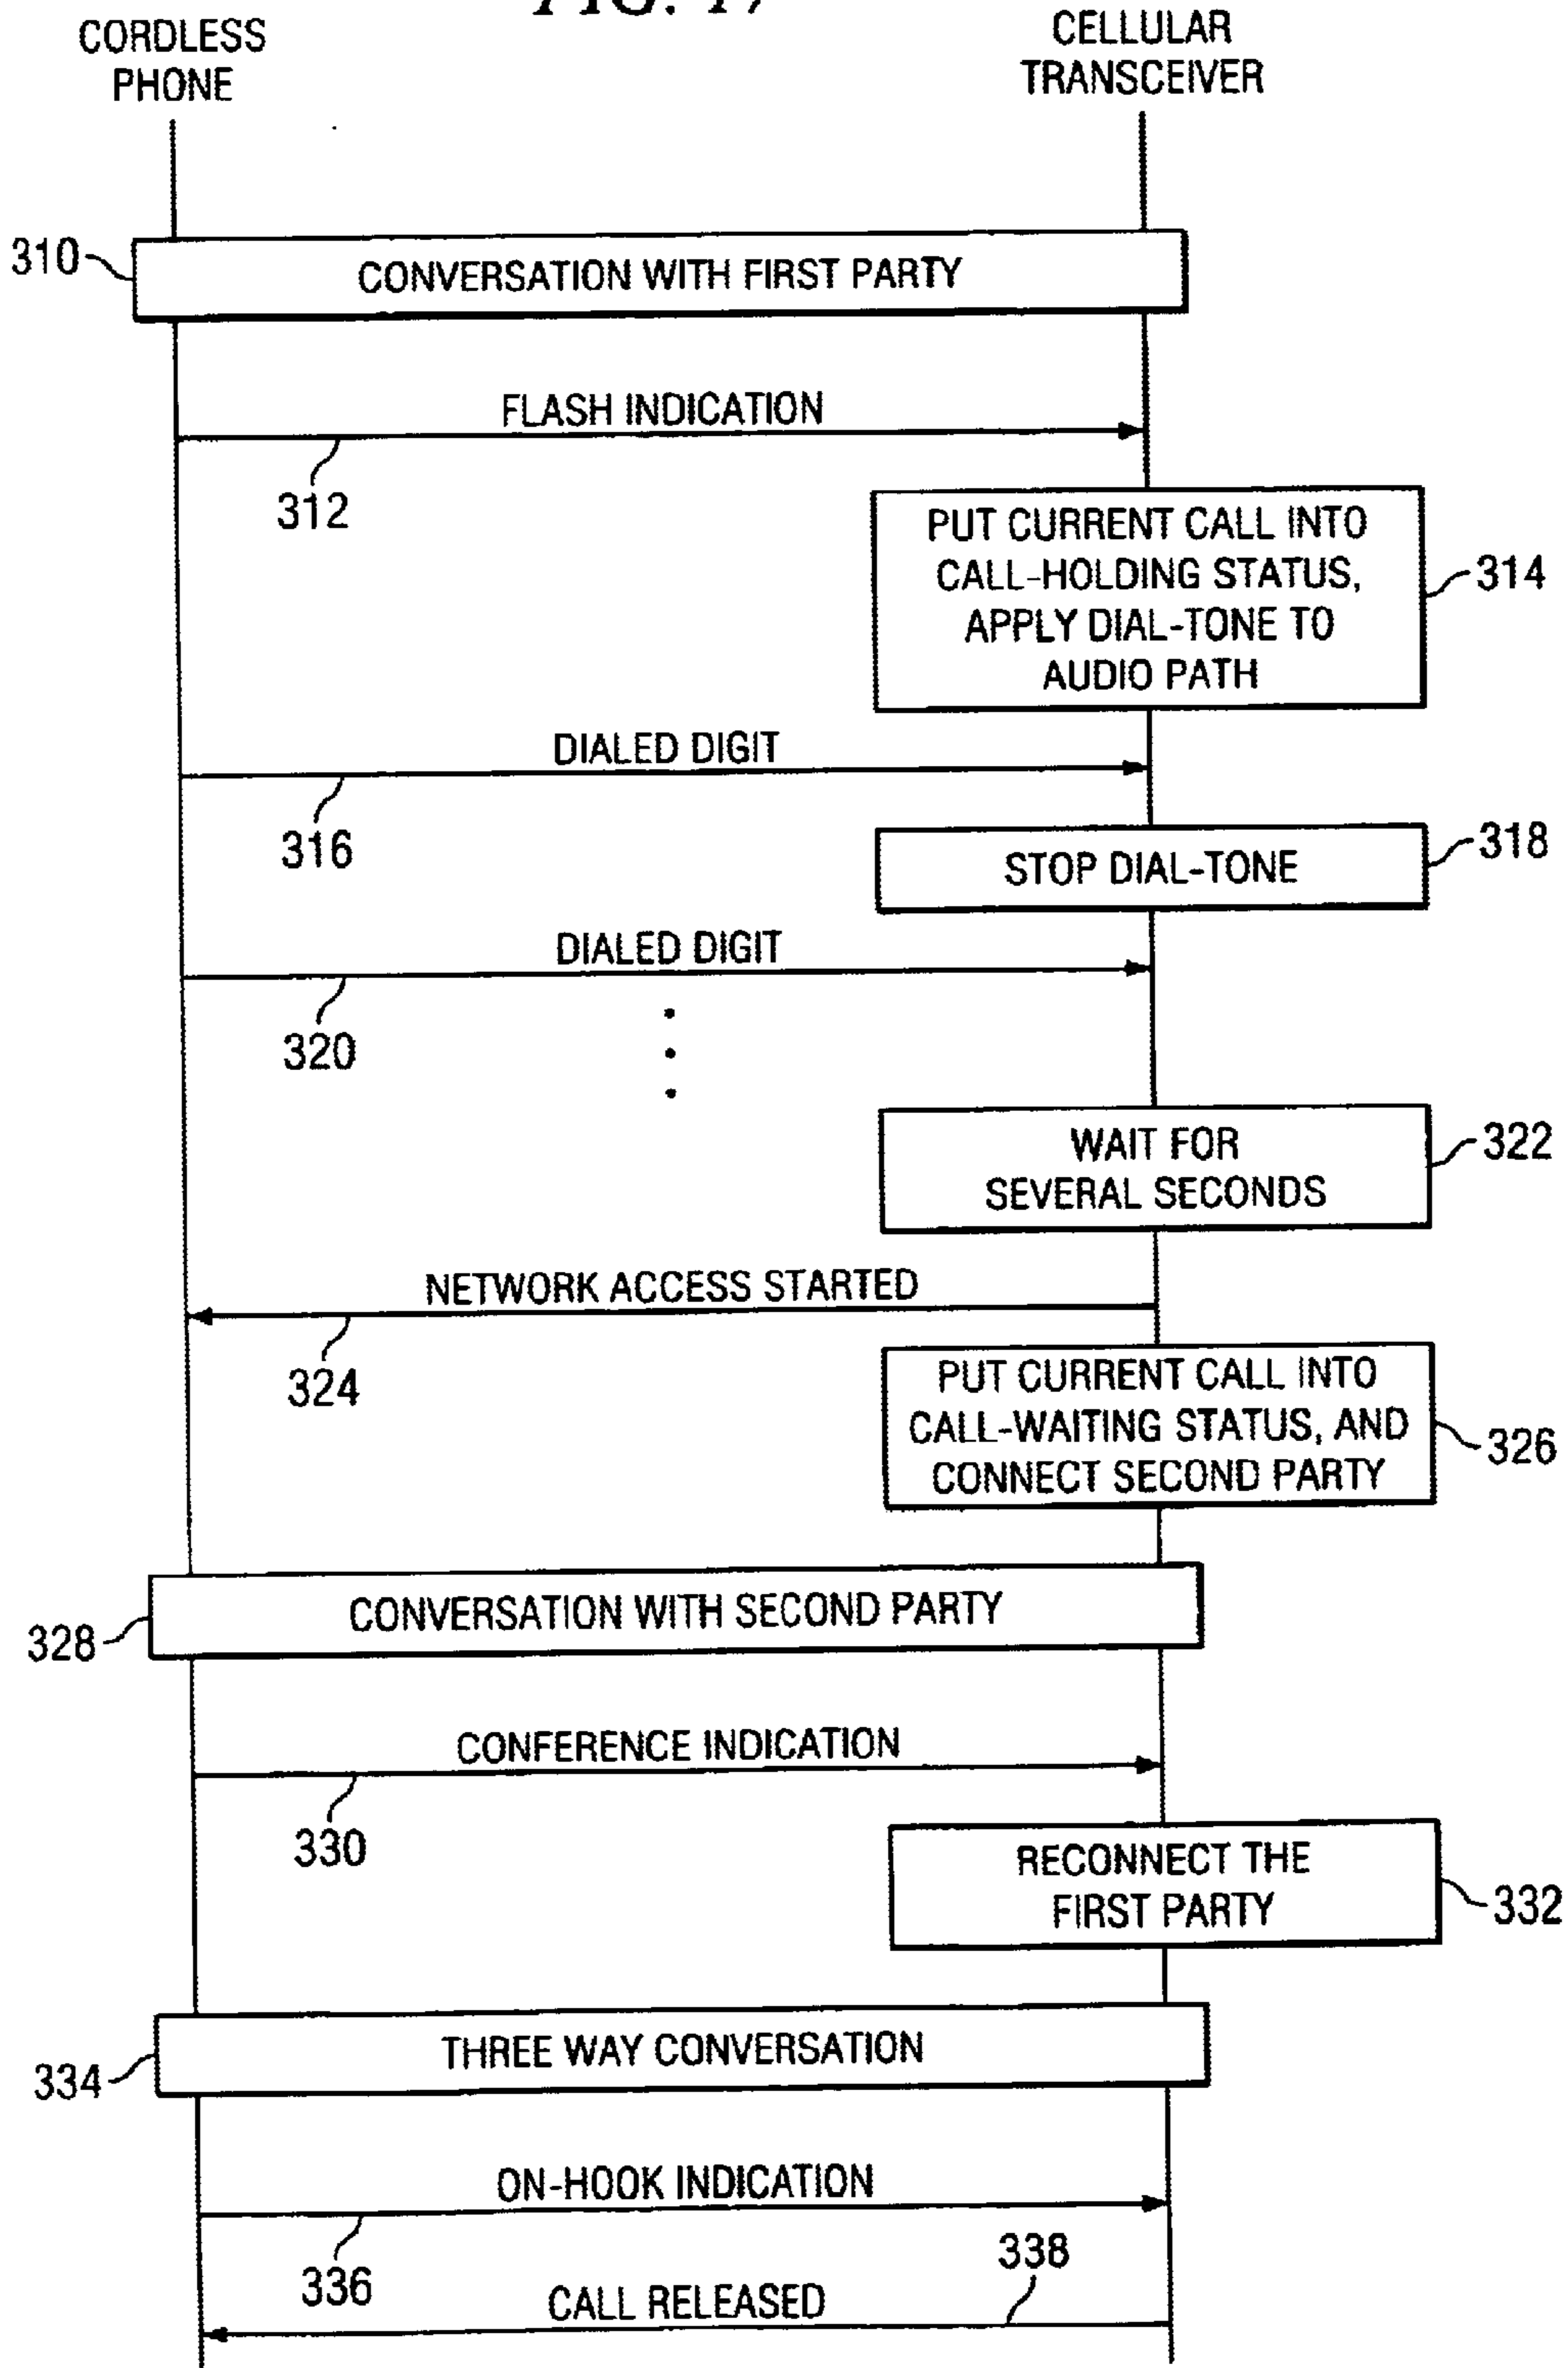 FIG. 17
CORDLESS
PHONE
CELLULAR
TRANSCEIVER
310
CONVERSATION WITH FIRST PARTY
FLASH INDICATION
312
PUT CURRENT CALL INTO
CALL-HOLDING STATUS,
APPLY DIAL-TONE TO
AUDIO PATH
314
DIALED DIGIT
316
STOP DIAL-TONE
318
DIALED DIGIT
320
WAIT FOR
SEVERAL SECONDS
322
NETWORK ACCESS STARTED
324
PUT CURRENT CALL INTO
CALL-WAITING STATUS, AND
CONNECT SECOND PARTY
326
CONVERSATION WITH SECOND PARTY
328
CONFERENCE INDICATION
330
RECONNECT THE
FIRST PARTY
332
THREE WAY CONVERSATION
334
ON-HOOK INDICATION
336
338
CALL RELEASED